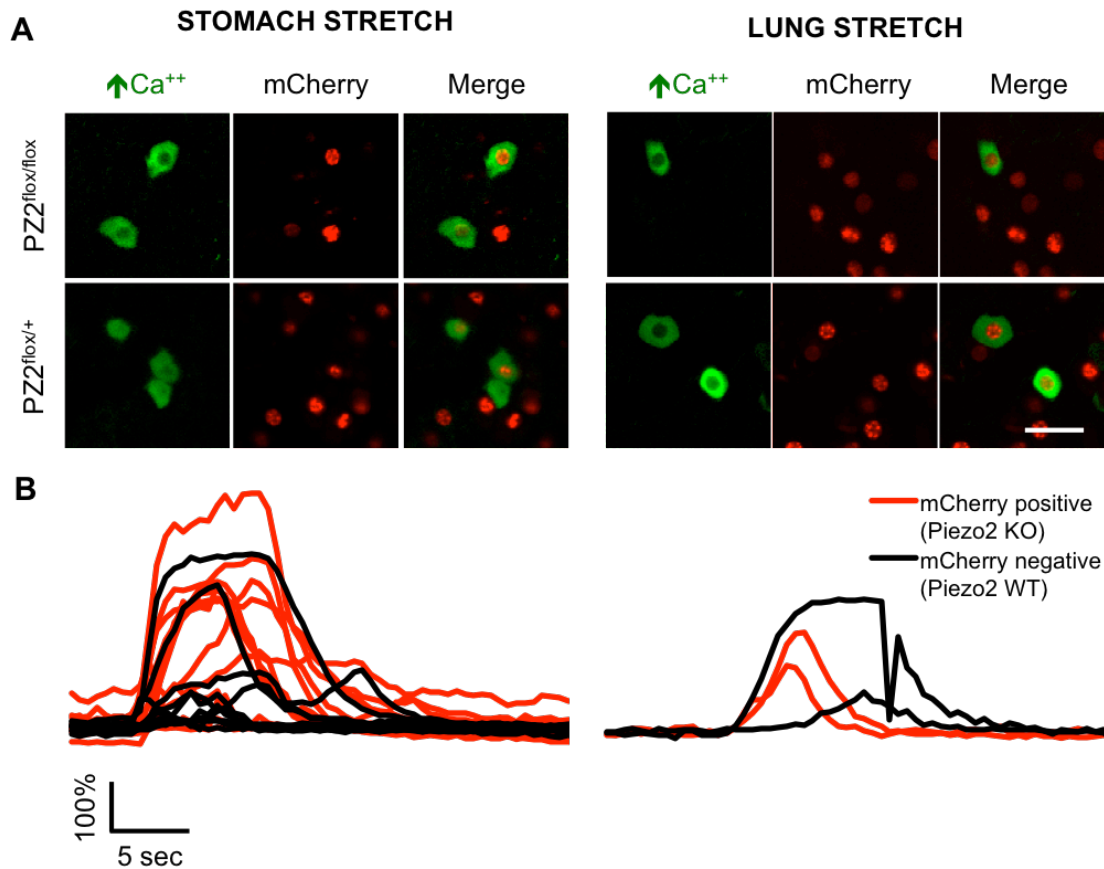 A
STOMACH STRETCH
LUNG STRETCH
↑Ca⁺⁺
mCherry
Merge
↑Ca⁺⁺
mCherry
Merge
PZ2flox/flox
PZ2flox/+
B
mCherry positive
(Piezo2 KO)
mCherry negative
(Piezo2 WT)
100%
5 sec